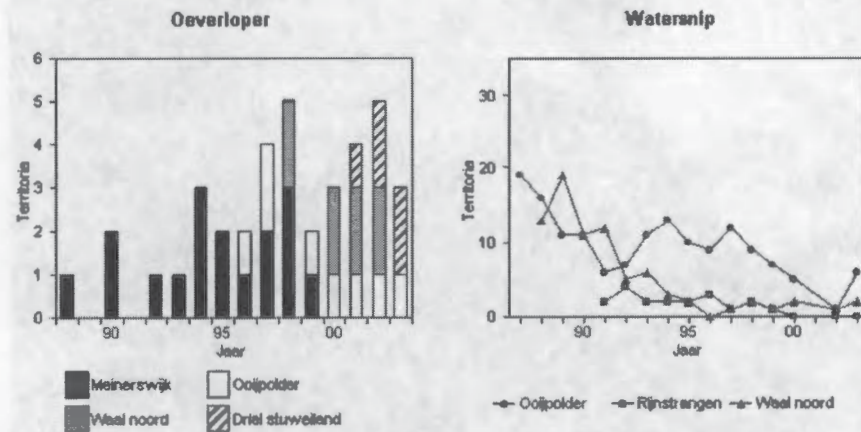 Oeverloper
Territoria
6
5
4
3
2
1
0
90
95
00
Jaar
Meinerswijk
Ooijpolder
Waal noord
Driel stuweiland
Watersnip
Territoria
30
20
10
0
90
95
00
Jaar
Ooijpolder
Rijnstrangen
Waal noord